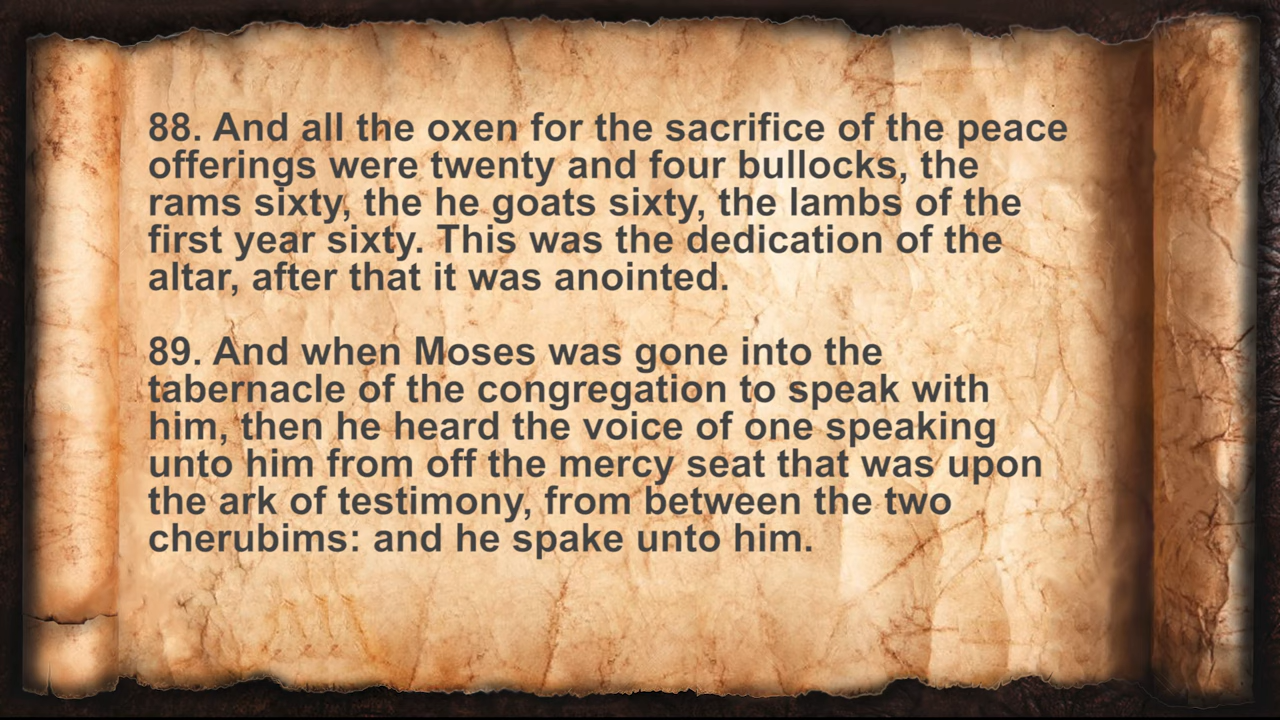 88. And all the oxen for the sacrifice of the peace
offerings were twenty and four bullocks, the
rams sixty, the he goats sixty, the lambs of the
first year sixty. This was the dedication of the
altar, after that it was anointed.
89. And when Moses was gone into the
tabernacle of the congregation to speak with
him, then he heard the voice of one speaking
unto him from off the mercy seat that was upon
the ark of testimony, from between the two
cherubims: and he spake unto him.